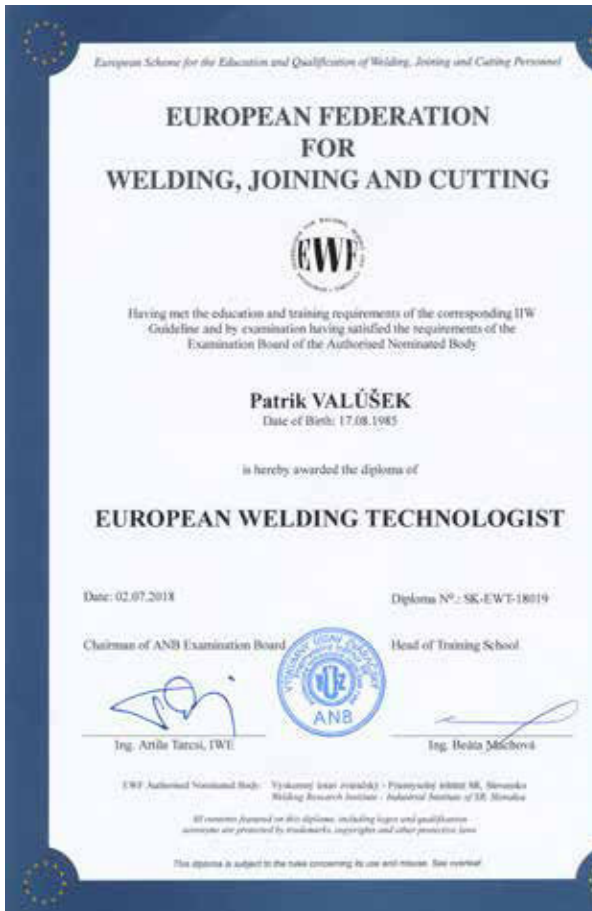 European Scheme for the Education and Qualification of Welding, Joining and Cutting Personnel
EUROPEAN FEDERATION
FOR
WELDING, JOINING AND CUTTING
EWF
Having met the education and training requirements of the corresponding IIW
Guideline and by examination having satisfied the requirements of the
Examination Board of the Authorised Nominated Body
Patrik VALÚŠEK
Date of Birth: 17.08.1985
is hereby awarded the diploma of
EUROPEAN WELDING TECHNOLOGIST
Date: 02.07.2018
Diploma Nº.: SK-EWT-18019
Chairman of ANB Examination Board
Head of Training School
VÝSKUMNÝ ÚSTAV ZVÁRAČSKÝ
ANB
Ing. Artila Tarcsi, IWE
Ing. Beáta Machová
EWF Authorised Nominated Body: Výskumný ústav zváračský - Priemyselný inštitút SR, Slovensko
Welding Research Institute - Industrial Institute of SR, Slovakia
All contents featured on this diploma, including logos and qualification
acronyms are protected by trademarks, copyrights and other protective laws
This diploma is subject to the rules concerning its use and misuse. See overleaf